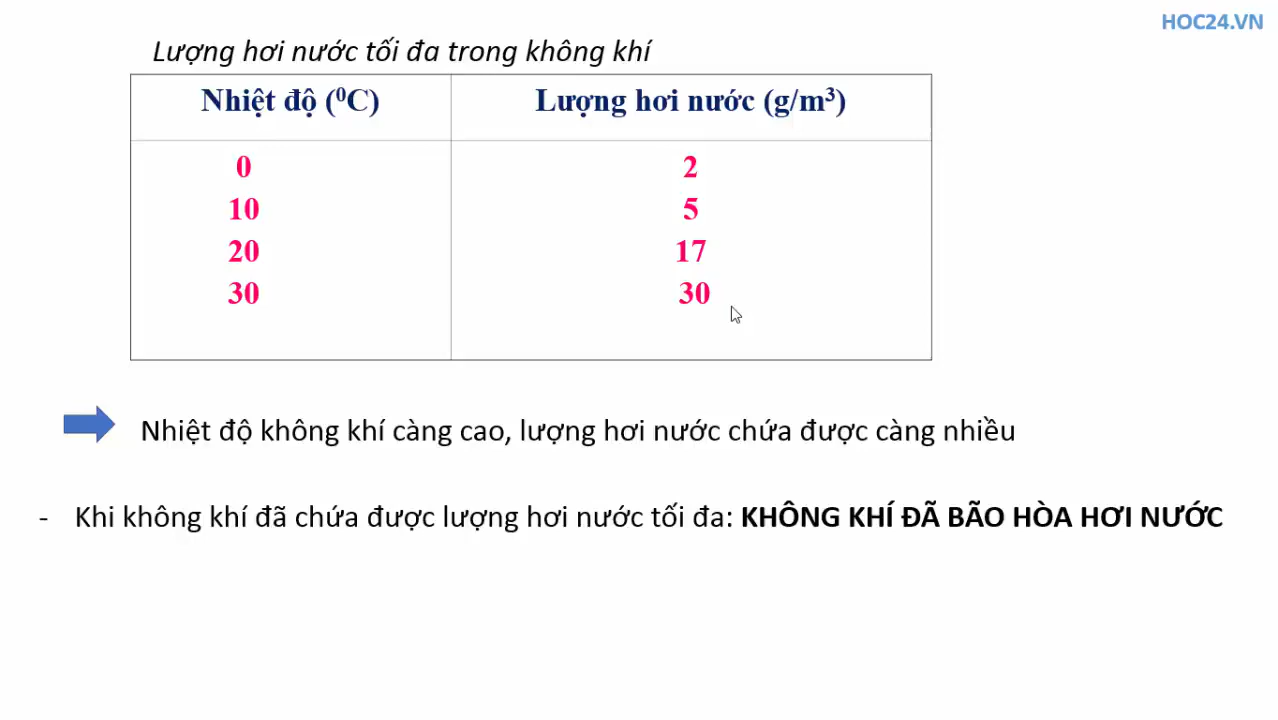 HOC24.VN
Lượng hơi nước tối đa trong không khí
Nhiệt độ (⁰C) Lượng hơi nước (g/m³)
0 2
10 5
20 17
30 30
Nhiệt độ không khí càng cao, lượng hơi nước chứa được càng nhiều
- Khi không khí đã chứa được lượng hơi nước tối đa: KHÔNG KHÍ ĐÃ BÃO HÒA HƠI NƯỚC